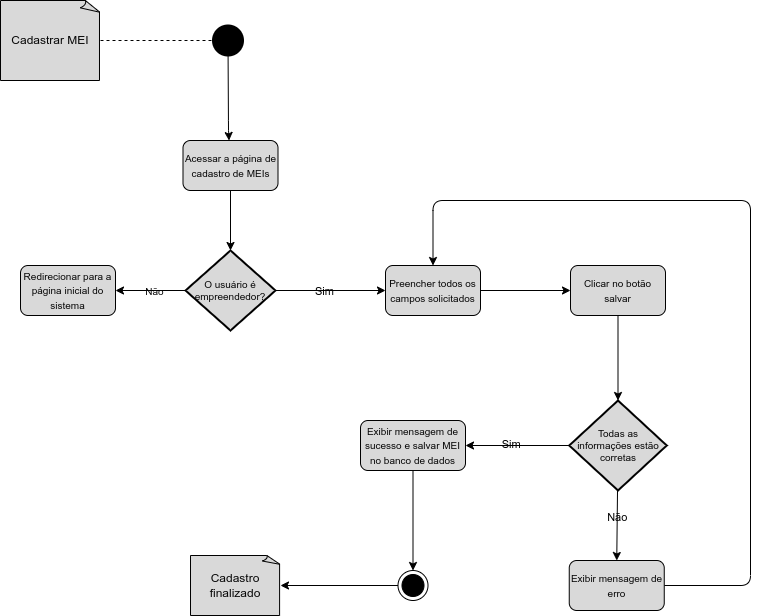 Cadastrar MEI
Acessar a página de
cadastro de MEIs
Redirecionar para a
página inicial do
sistema
Não
O usuário é
empreendedor?
Sim
Preencher todos os
campos solicitados
Clicar no botão
salvar
Exibir mensagem de
sucesso e salvar MEI
no banco de dados
Sim
Todas as
informações estão
corretas
Não
Cadastro
finalizado
Exibir mensagem de
erro